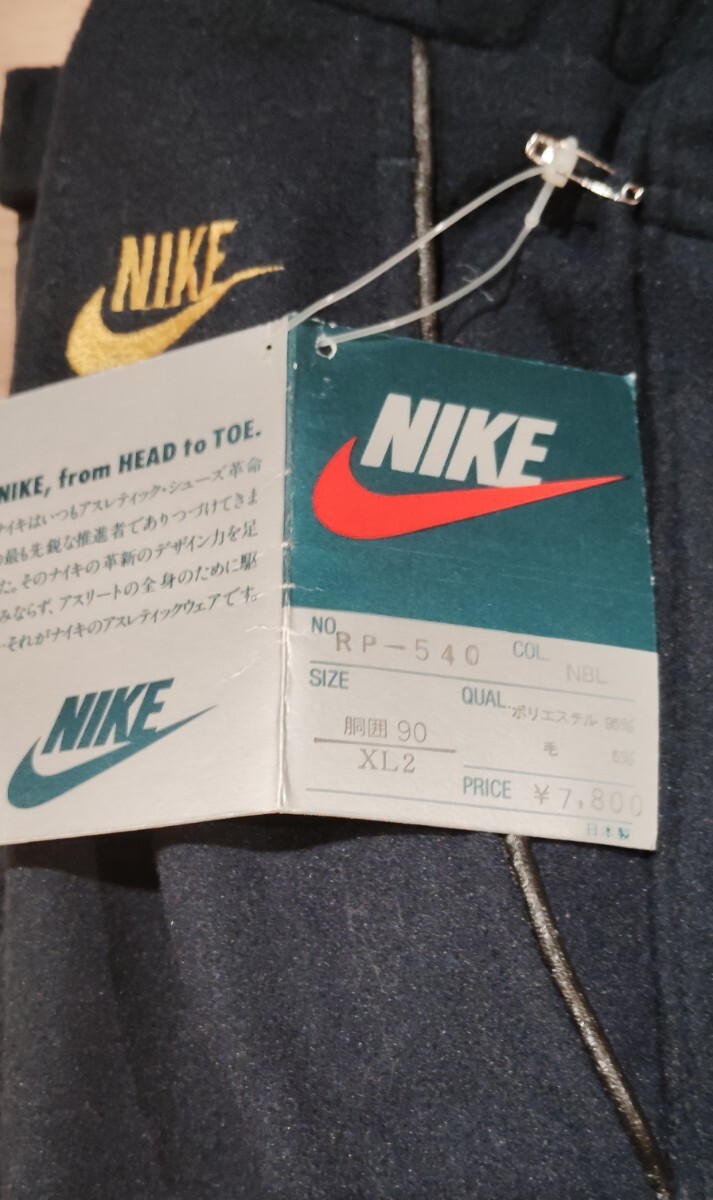 NIKE
NIKE, from HEAD to TOE.
ナイキはいつもアスレティック・シューズ革命
の最も先鋭な推進者でありつづけてきま
た。そのナイキの革新のデザイン力を足
みならず、アスリートの全身のために駆
…それがナイキのアスレティックウェアです。
NIKE
NIKE
NO. RP-540 COL. NBL
SIZE 胴囲 90
XL2
QUAL. ポリエステル 95%
毛 5%
PRICE ¥7,800
日本製